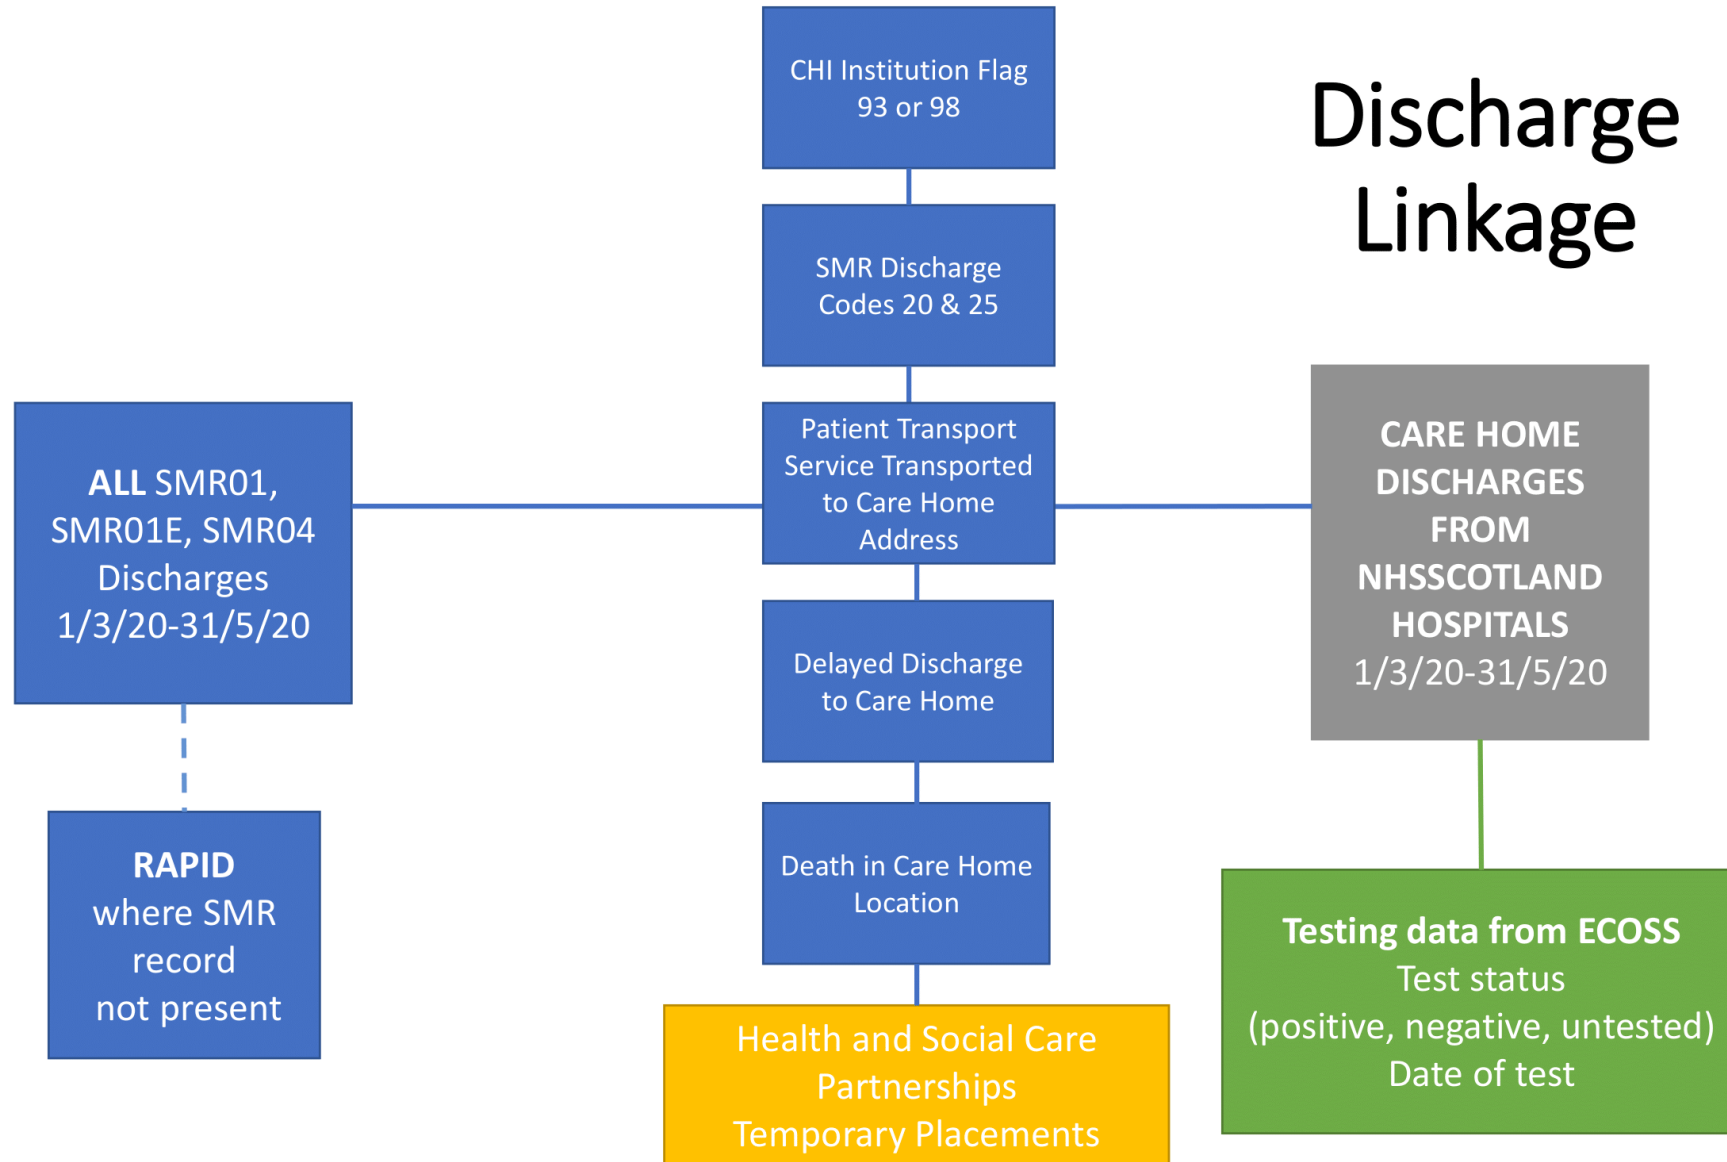 Discharge
Linkage
CHI Institution Flag
93 or 98
SMR Discharge
Codes 20 & 25
Patient Transport
Service Transported
to Care Home
Address
Delayed Discharge
to Care Home
Death in Care Home
Location
Health and Social Care
Partnerships
Temporary Placements
ALL SMR01,
SMR01E, SMR04
Discharges
1/3/20-31/5/20
RAPID
where SMR
record
not present
CARE HOME
DISCHARGES
FROM
NHSSCOTLAND
HOSPITALS
1/3/20-31/5/20
Testing data from ECOSS
Test status
(positive, negative, untested)
Date of test